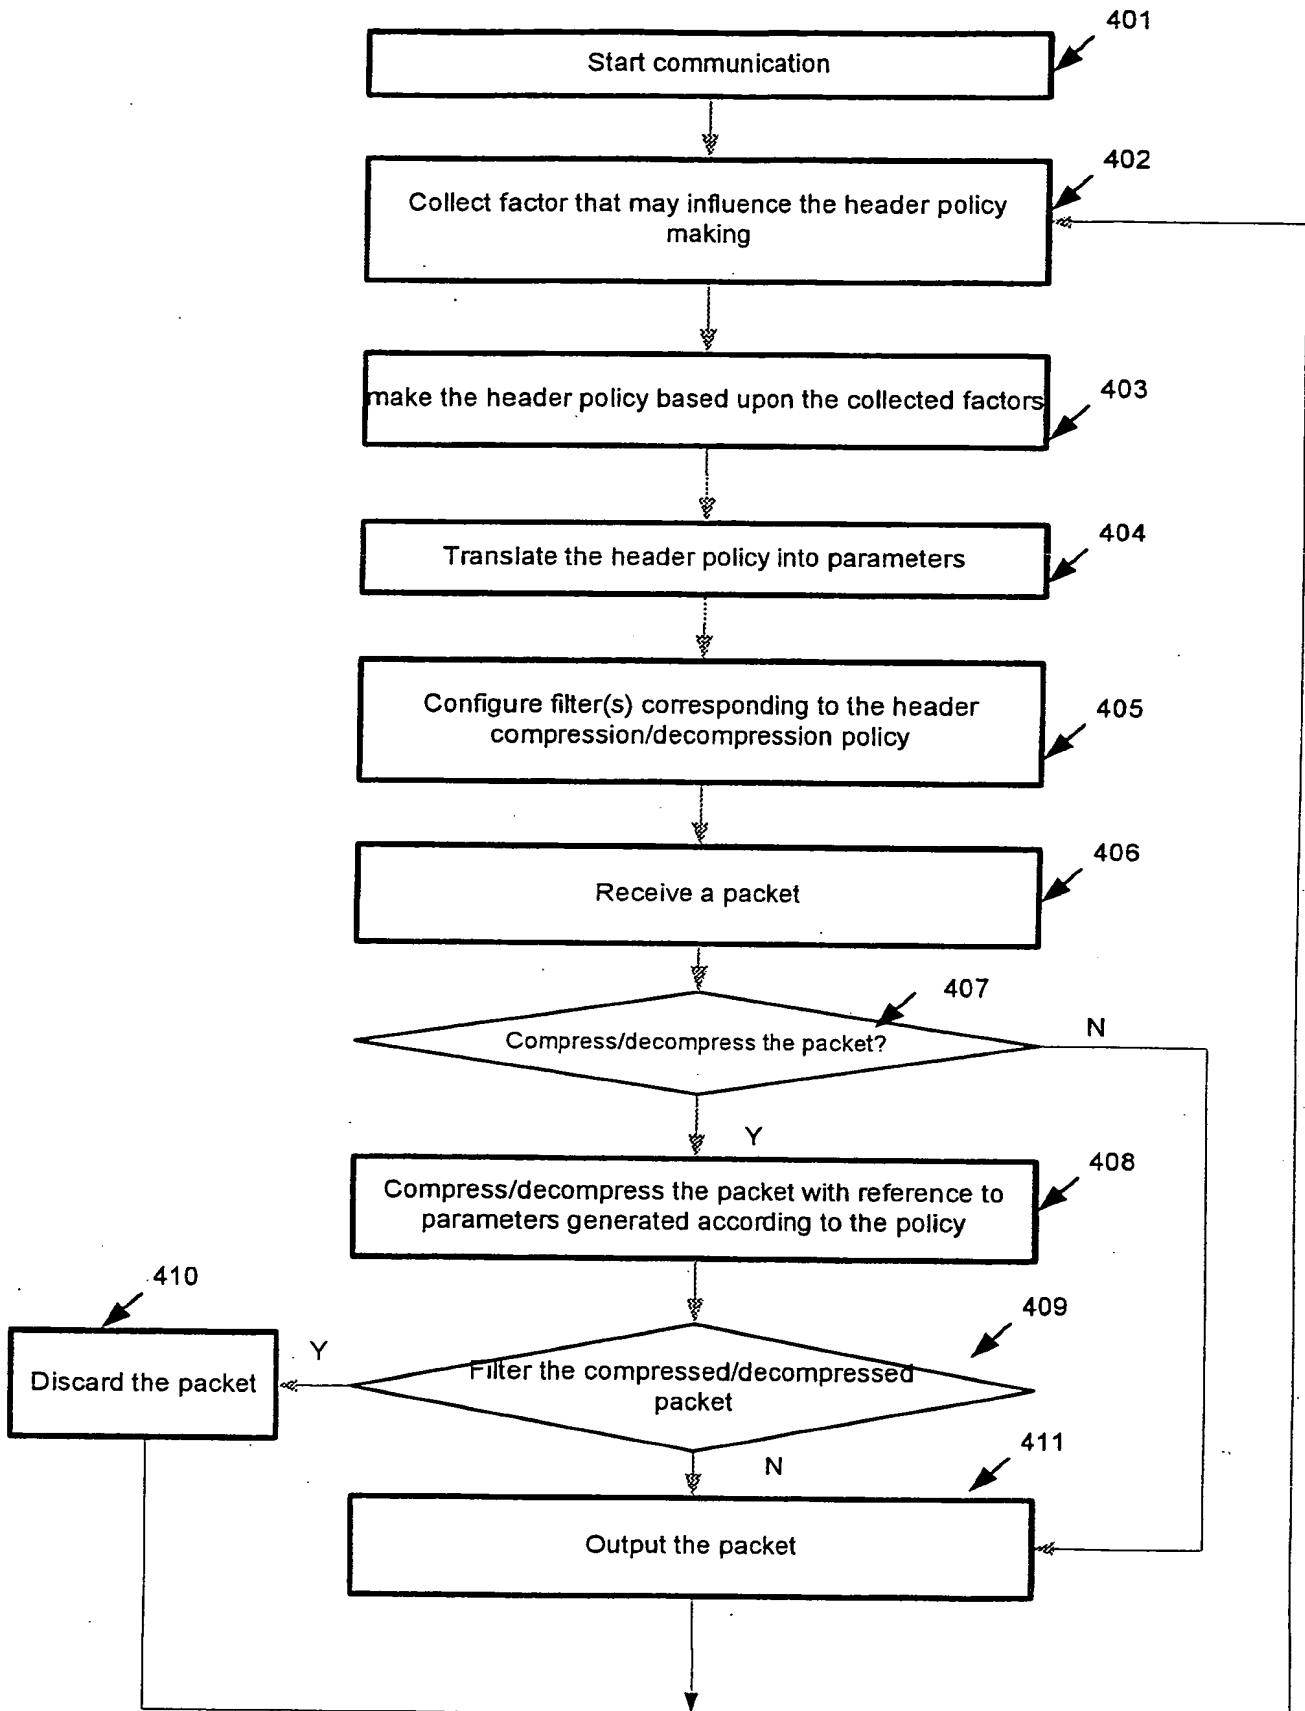 401
Start communication
402
Collect factor that may influence the header policy
making
403
make the header policy based upon the collected factors
404
Translate the header policy into parameters
405
Configure filter(s) corresponding to the header
compression/decompression policy
406
Receive a packet
407
Compress/decompress the packet?
N
Y
408
Compress/decompress the packet with reference to
parameters generated according to the policy
410
409
Y
Discard the packet
Filter the compressed/decompressed
packet
N
411
Output the packet